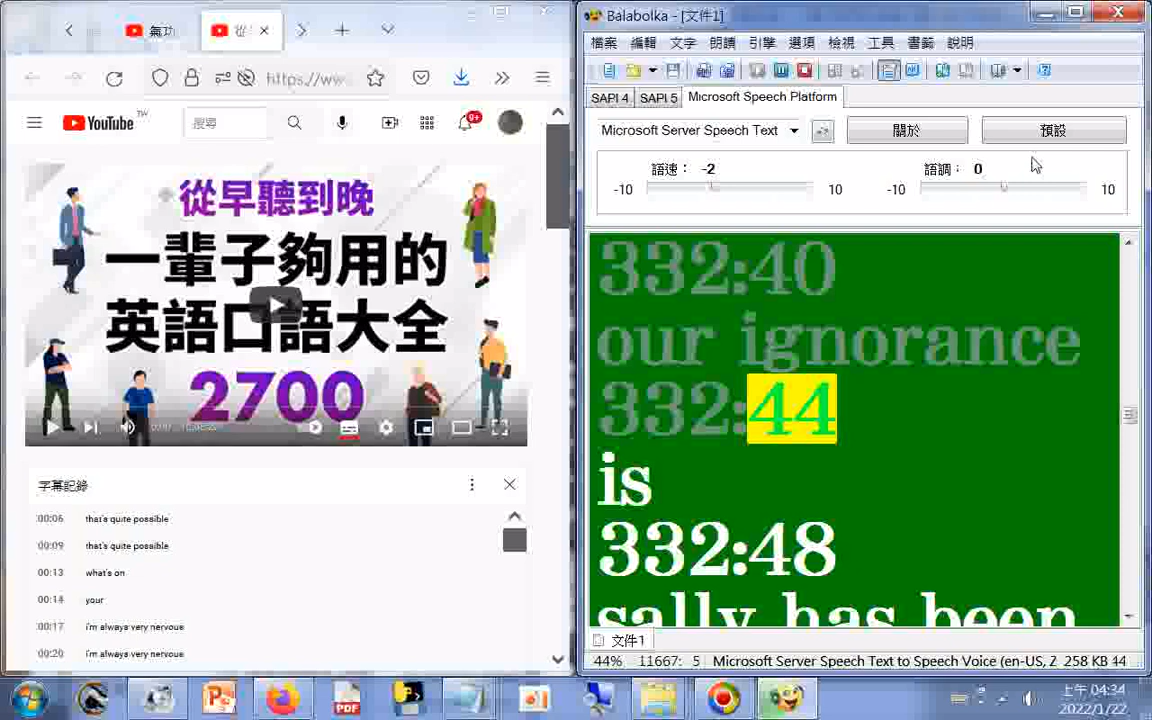 氣功
從
https://www
YouTube TW
搜尋
9+
從早聽到晚
一輩子夠用的
英語口語大全
2700
字幕記錄
00:06 that's quite possible
00:09 that's quite possible
00:13 what's on
00:14 your
00:17 i'm always very nervous
00:20 i'm always very nervous
Balabolka - [文件1]
檔案 編輯 文字 朗讀 引擎 選項 檢視 工具 書籤 說明
SAPI 4 SAPI 5 Microsoft Speech Platform
Microsoft Server Speech Text 關於 預設
語速： -2 語調： 0
-10 10 -10 10
332:40
our ignorance
332:44
is
332:48
sally has been
文件1
44% 11667: 5 Microsoft Server Speech Text to Speech Voice (en-US, Z 258 KB 44
PDF
上午 04:34
2022/1/22